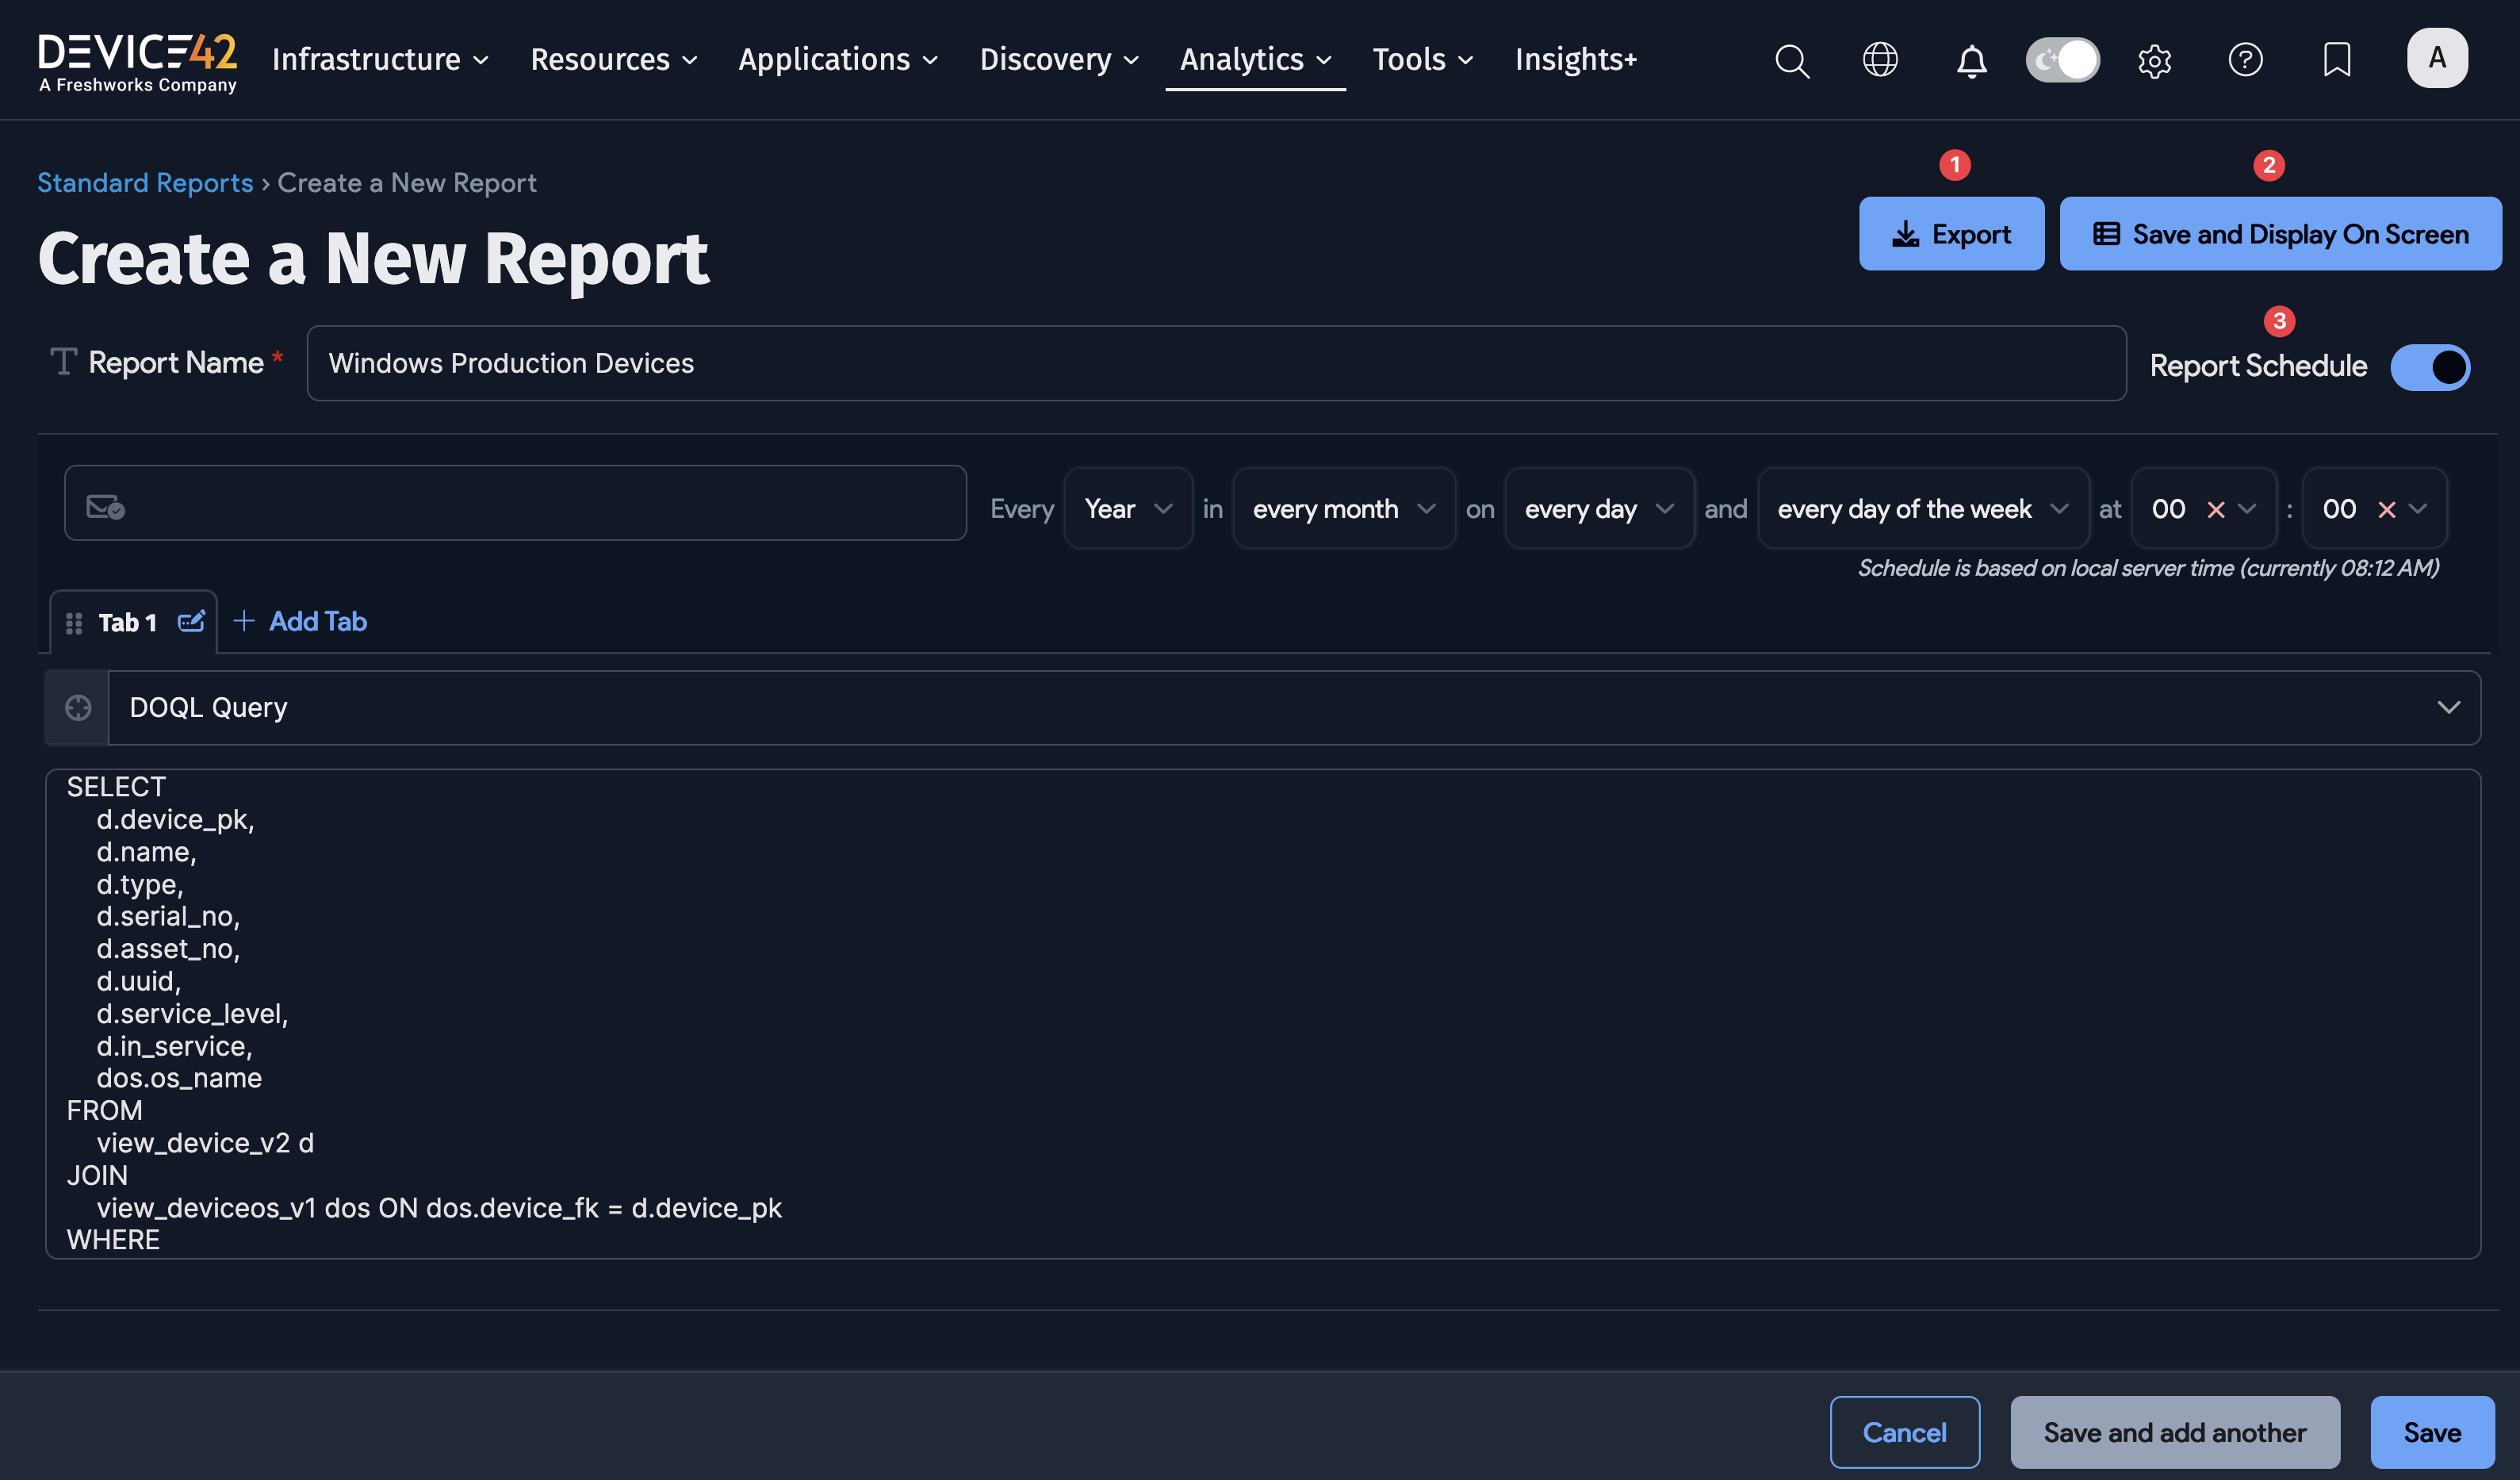 DEVICE42
A Freshworks Company
Infrastructure
Resources
Applications
Discovery
Analytics
Tools
Insights+
A
Standard Reports › Create a New Report
1
2
Create a New Report
Export
Save and Display On Screen
3
Report Name *
Windows Production Devices
Report Schedule
Every Year in every month on every day and every day of the week at 00 : 00
Schedule is based on local server time (currently 08:12 AM)
Tab 1
+ Add Tab
DOQL Query
SELECT
d.device_pk,
d.name,
d.type,
d.serial_no,
d.asset_no,
d.uuid,
d.service_level,
d.in_service,
dos.os_name
FROM
view_device_v2 d
JOIN
view_deviceos_v1 dos ON dos.device_fk = d.device_pk
WHERE
Cancel
Save and add another
Save